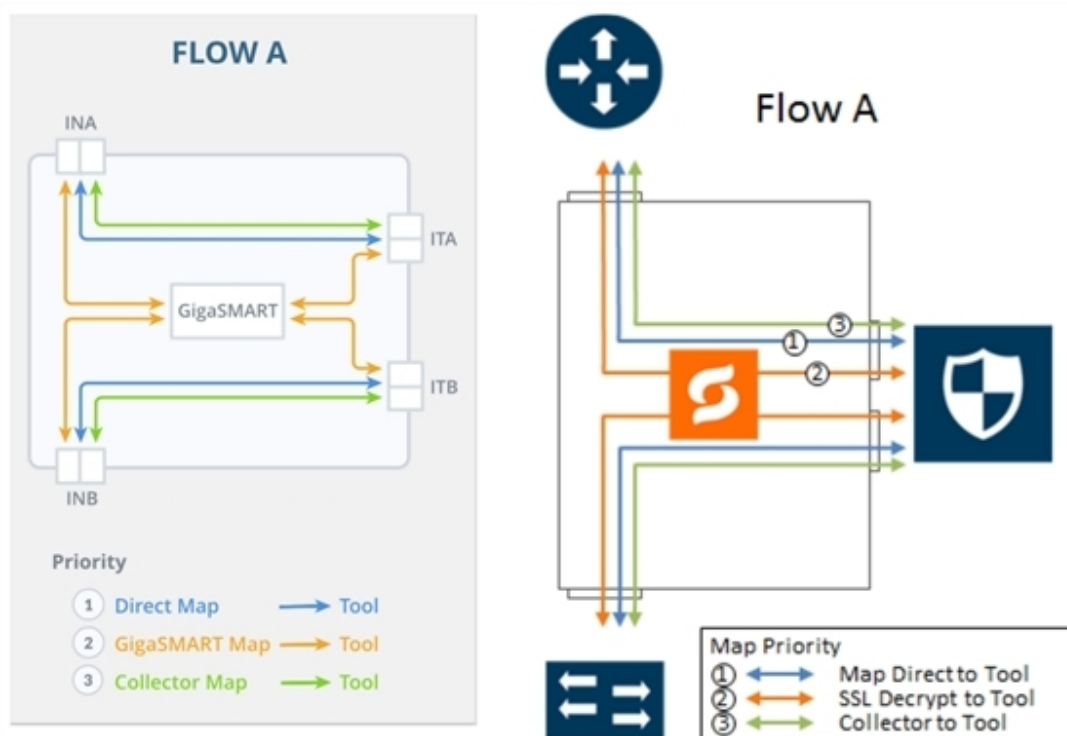 FLOW A
INA
ITA
GigaSMART
ITB
INB
Priority
1 Direct Map Tool
2 GigaSMART Map Tool
3 Collector Map Tool
Flow A
3
1
2
Map Priority
1 Map Direct to Tool
2 SSL Decrypt to Tool
3 Collector to Tool